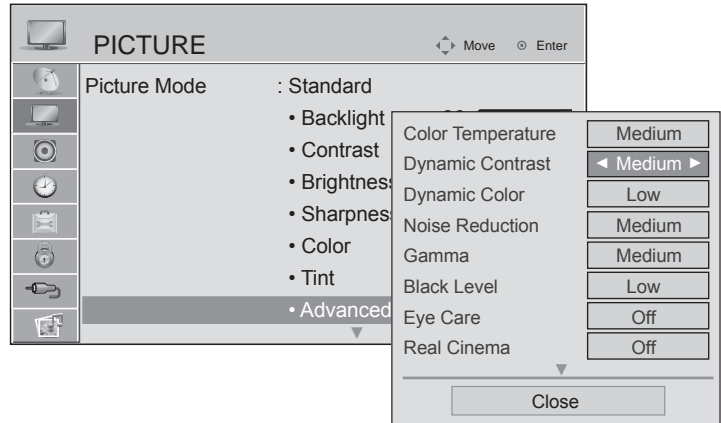 PICTURE
Move Enter
Picture Mode : Standard
• Backlight
• Contrast
• Brightness
• Sharpness
• Color
• Tint
• Advanced
Color Temperature Medium
Dynamic Contrast ◄ Medium ►
Dynamic Color Low
Noise Reduction Medium
Gamma Medium
Black Level Low
Eye Care Off
Real Cinema Off
Close